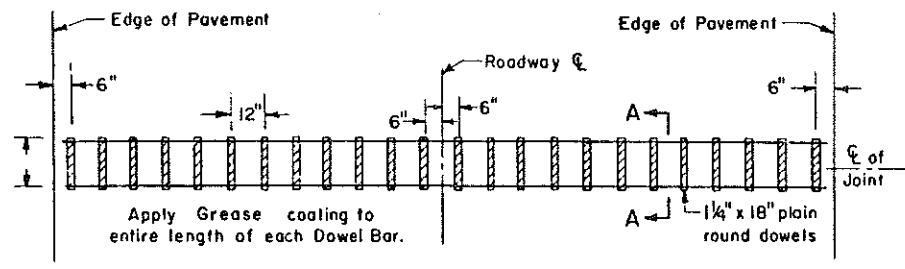 Edge of Pavement
Edge of Pavement
Roadway ℄
6"
12"
6"
6"
6"
A
℄ of
Joint
A
Apply Grease coating to
entire length of each Dowel Bar.
1¼" x 18" plain
round dowels